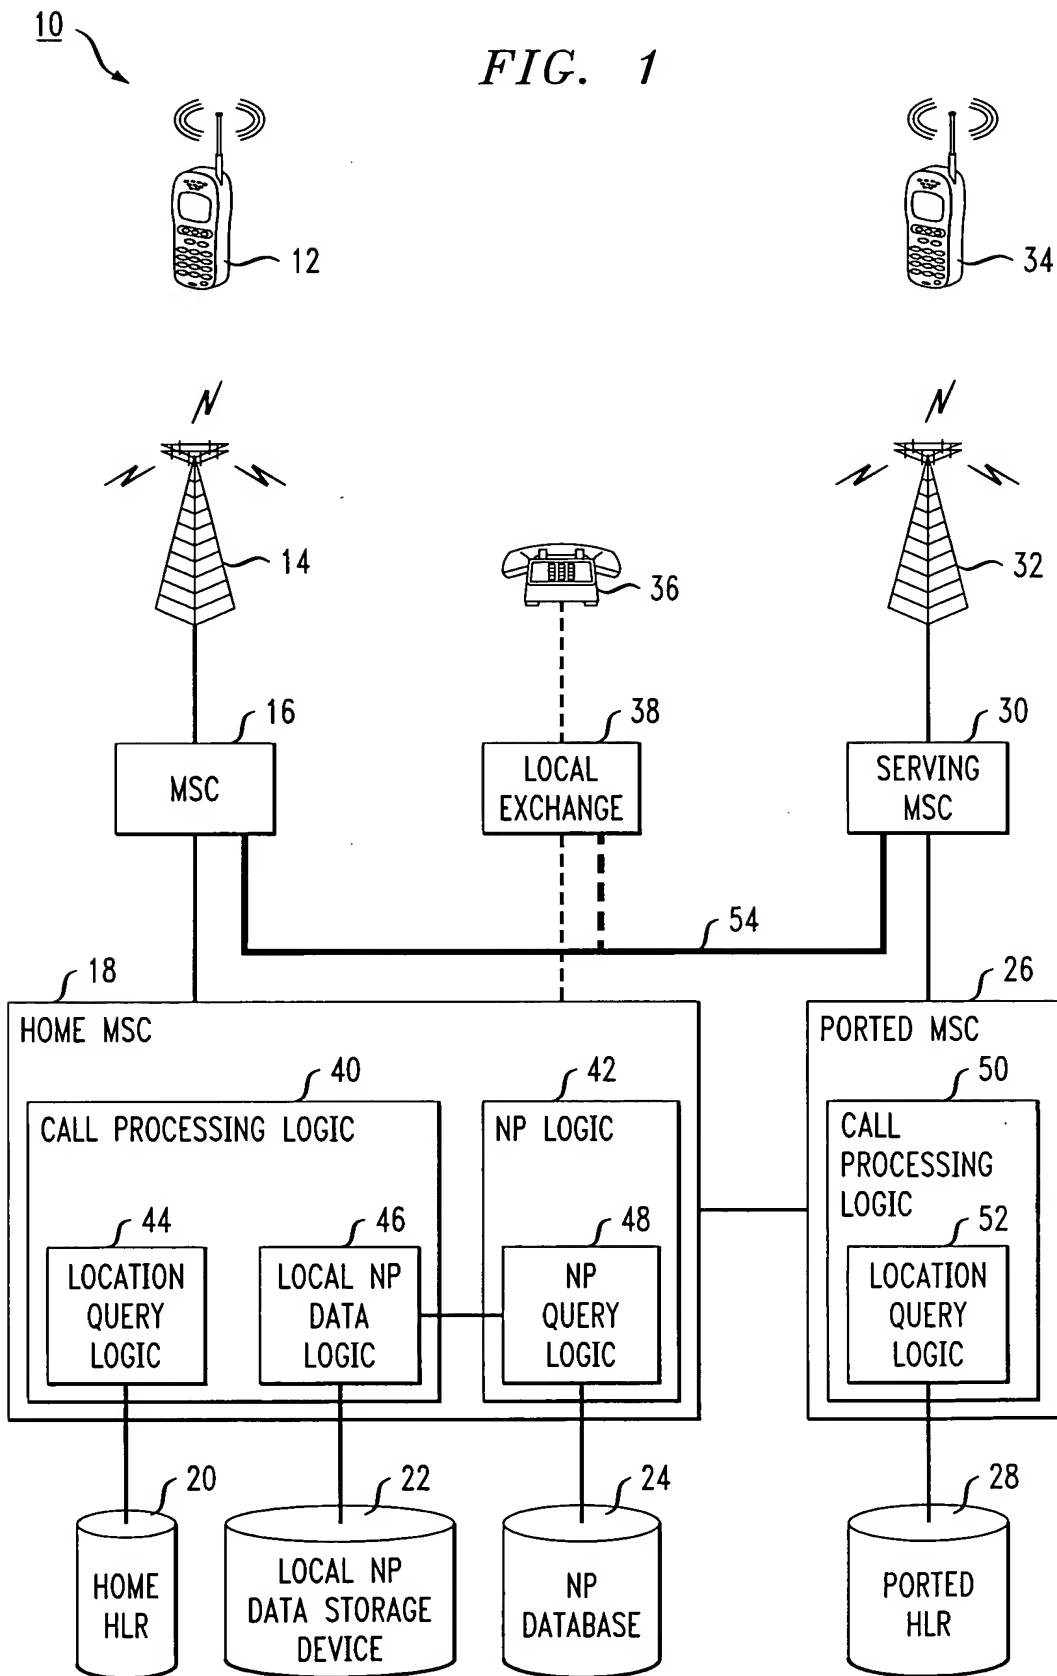 10
FIG. 1
12
34
14
36
32
16
38
30
MSC
LOCAL
EXCHANGE
SERVING
MSC
54
18
26
HOME MSC
PORTED MSC
40
42
50
CALL PROCESSING LOGIC
NP LOGIC
CALL
PROCESSING
LOGIC
44
46
48
52
LOCATION
QUERY
LOGIC
LOCAL NP
DATA
LOGIC
NP
QUERY
LOGIC
LOCATION
QUERY
LOGIC
20
22
24
28
HOME
HLR
LOCAL NP
DATA STORAGE
DEVICE
NP
DATABASE
PORTED
HLR